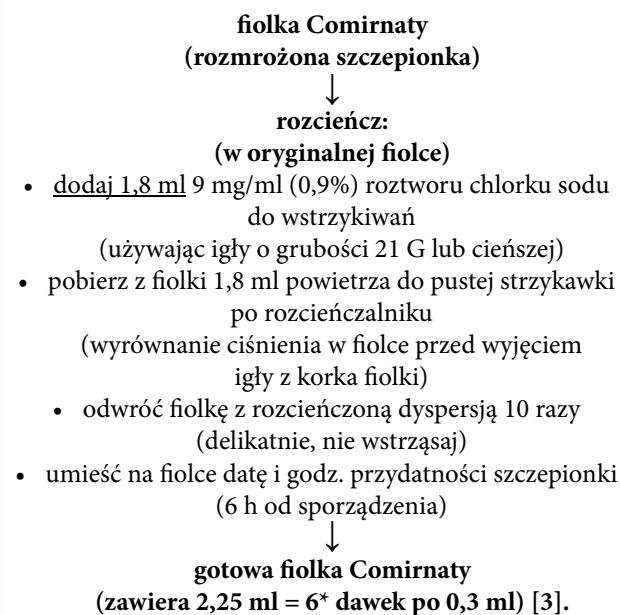 fiolka Comirnaty
(rozmrożona szczepionka)
↓
rozcieńcz:
(w oryginalnej fiolce)
• dodaj 1,8 ml 9 mg/ml (0,9%) roztworu chlorku sodu
do wstrzykiwań
(używając igły o grubości 21 G lub cieńszej)
• pobierz z fiolki 1,8 ml powietrza do pustej strzykawki
po rozcieńczalniku
(wyrównanie ciśnienia w fiolce przed wyjęciem
igły z korka fiolki)
• odwróć fiolkę z rozcieńczoną dyspersją 10 razy
(delikatnie, nie wstrząsaj)
• umieść na fiolce datę i godz. przydatności szczepionki
(6 h od sporządzenia)
↓
gotowa fiolka Comirnaty
(zawiera 2,25 ml = 6* dawek po 0,3 ml) [3].